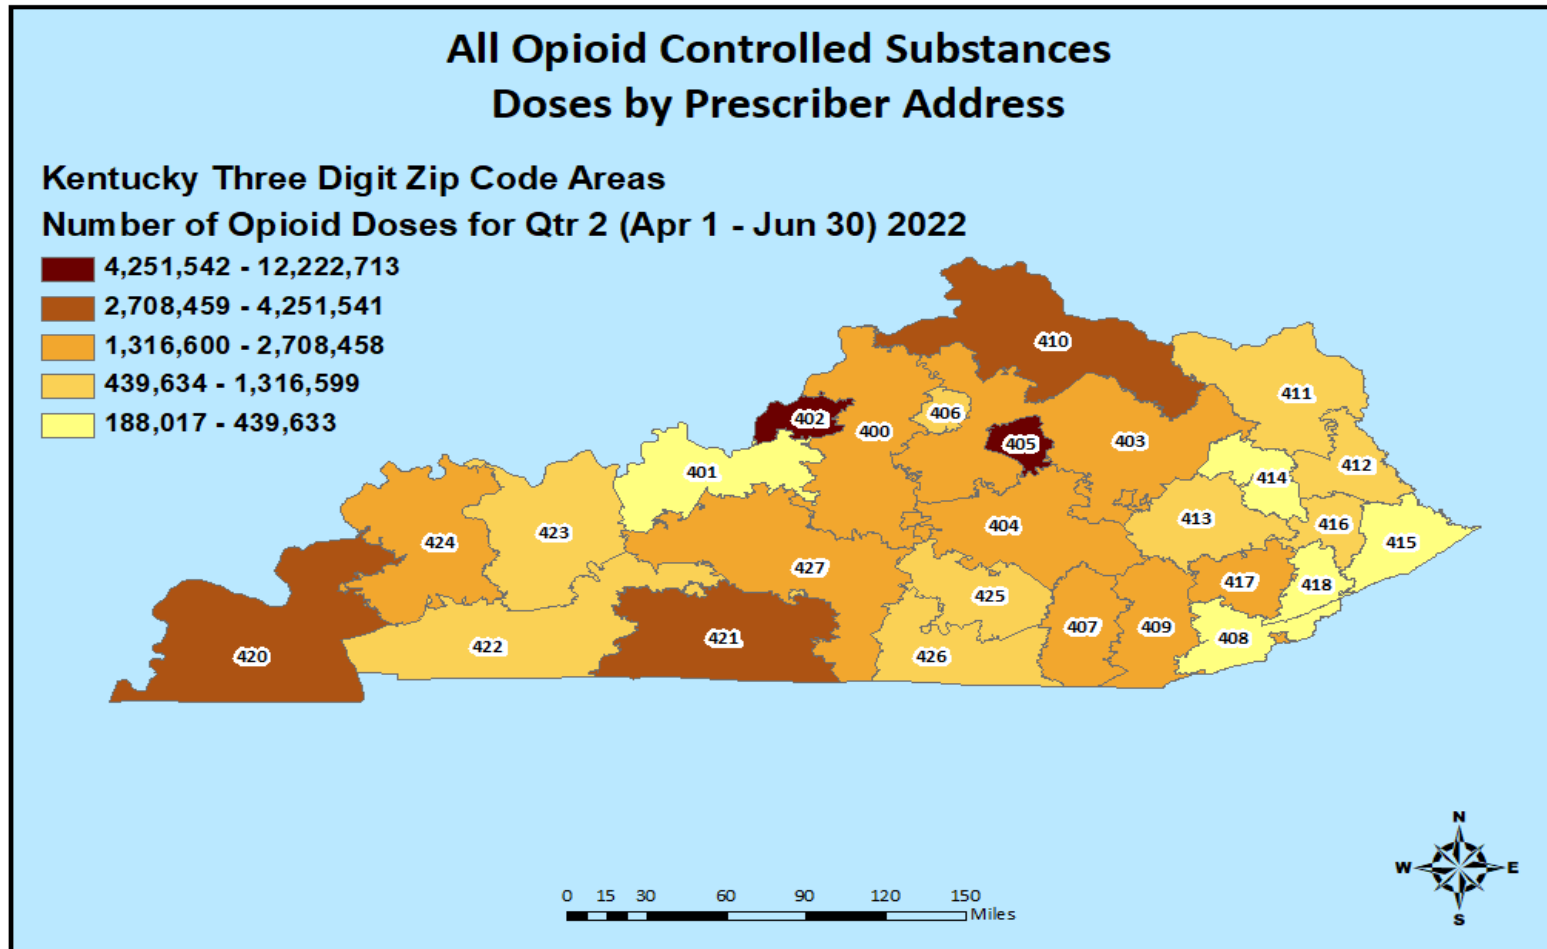 All Opioid Controlled Substances
Doses by Prescriber Address
Kentucky Three Digit Zip Code Areas
Number of Opioid Doses for Qtr 2 (Apr 1 - Jun 30) 2022
4,251,542 - 12,222,713
2,708,459 - 4,251,541
1,316,600 - 2,708,458
439,634 - 1,316,599
188,017 - 439,633
410
411
402
406
400
405
403
401
414
412
424
423
404
413
416
415
427
417
418
425
420
422
421
426
407
409
408
N
W E
S
0 15 30 60 90 120 150
Miles